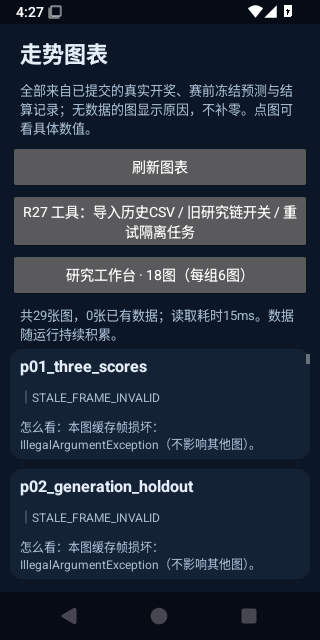 4:27
走势图表
全部来自已提交的真实开奖、赛前冻结预测与结
算记录；无数据的图显示原因，不补零。点图可
看具体数值。
刷新图表
R27 工具：导入历史CSV / 旧研究链开关 / 重
试隔离任务
研究工作台 · 18图（每组6图）
共29张图，0张已有数据；读取耗时15ms。数据
随运行持续积累。
p01_three_scores
STALE_FRAME_INVALID
怎么看：本图缓存帧损坏：
IllegalArgumentException（不影响其他图）。
p02_generation_holdout
STALE_FRAME_INVALID
怎么看：本图缓存帧损坏：
IllegalArgumentException（不影响其他图）。